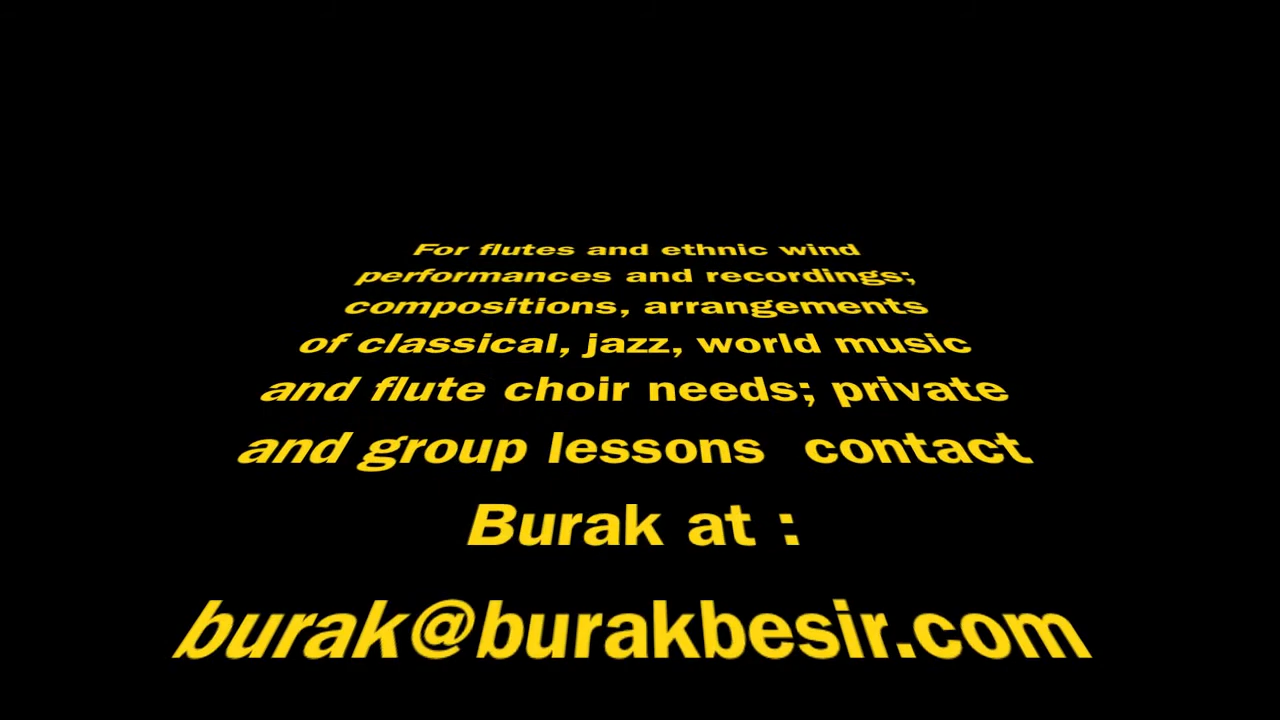 For flutes and ethnic wind
performances and recordings;
compositions, arrangements
of classical, jazz, world music
and flute choir needs; private
and group lessons  contact
Burak at :
burak@burakbesir.com